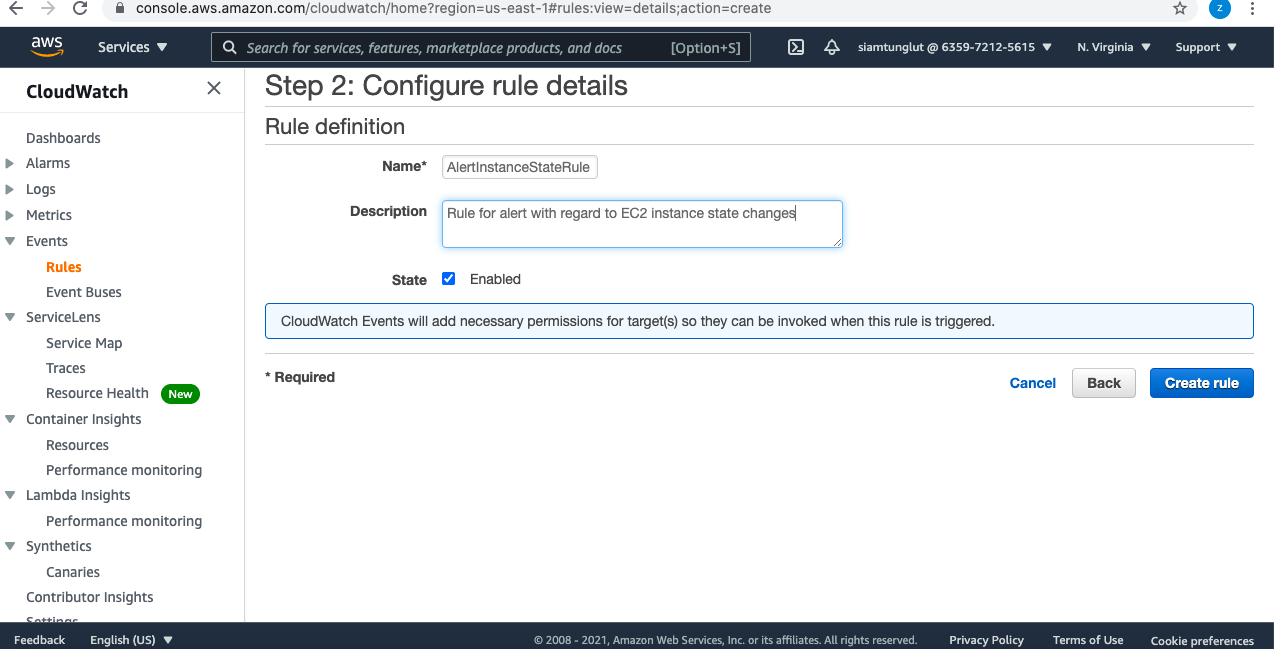 console.aws.amazon.com/cloudwatch/home?region=us-east-1#rules:view=details;action=create
z
aws
Services
Search for services, features, marketplace products, and docs
[Option+S]
siamtunglut @ 6359-7212-5615
N. Virginia
Support
CloudWatch
Dashboards
Alarms
Logs
Metrics
Events
Rules
Event Buses
ServiceLens
Service Map
Traces
Resource Health New
Container Insights
Resources
Performance monitoring
Lambda Insights
Performance monitoring
Synthetics
Canaries
Contributor Insights
Settings
Step 2: Configure rule details
Rule definition
Name* AlertInstanceStateRule
Description Rule for alert with regard to EC2 instance state changes
State Enabled
CloudWatch Events will add necessary permissions for target(s) so they can be invoked when this rule is triggered.
* Required
Cancel Back Create rule
Feedback English (US) © 2008 - 2021, Amazon Web Services, Inc. or its affiliates. All rights reserved. Privacy Policy Terms of Use Cookie preferences